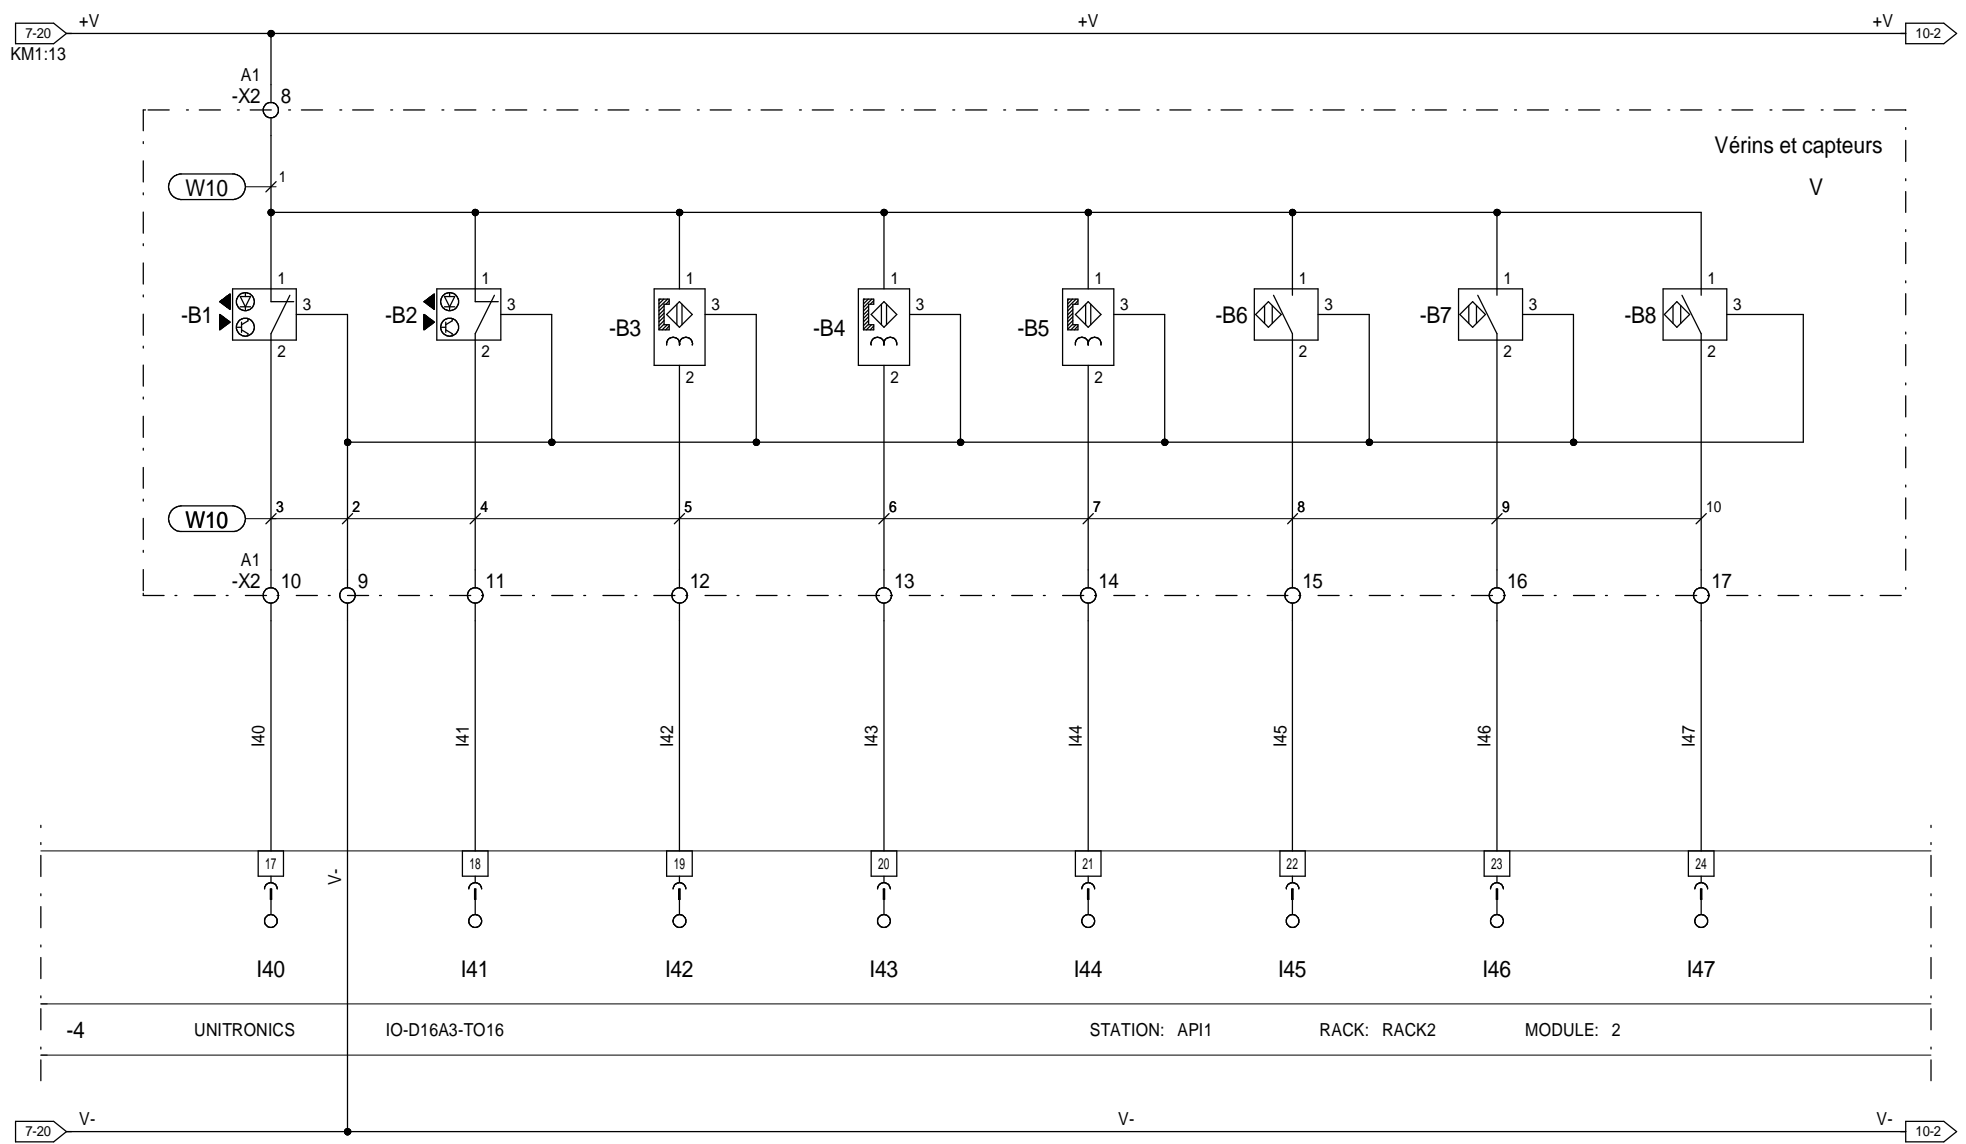 +V +V +V
7-20 10-2
KM1:13
A1
-X2 8
Vérins et capteurs
W10 1
V
1 1 1 1 1 1 1 1
-B1 3 -B2 3 -B3 3 -B4 3 -B5 3 -B6 3 -B7 3 -B8 3
2 2 2 2 2 2 2 2
W10 3 2 4 5 6 7 8 9 10
A1
-X2 10 9 11 12 13 14 15 16 17
I40 I41 I42 I43 I44 I45 I46 I47
17 18 19 20 21 22 23 24
V-
I40 I41 I42 I43 I44 I45 I46 I47
-4 UNITRONICS IO-D16A3-TO16 STATION: API1 RACK: RACK2 MODULE: 2
V- V- V-
7-20 10-2